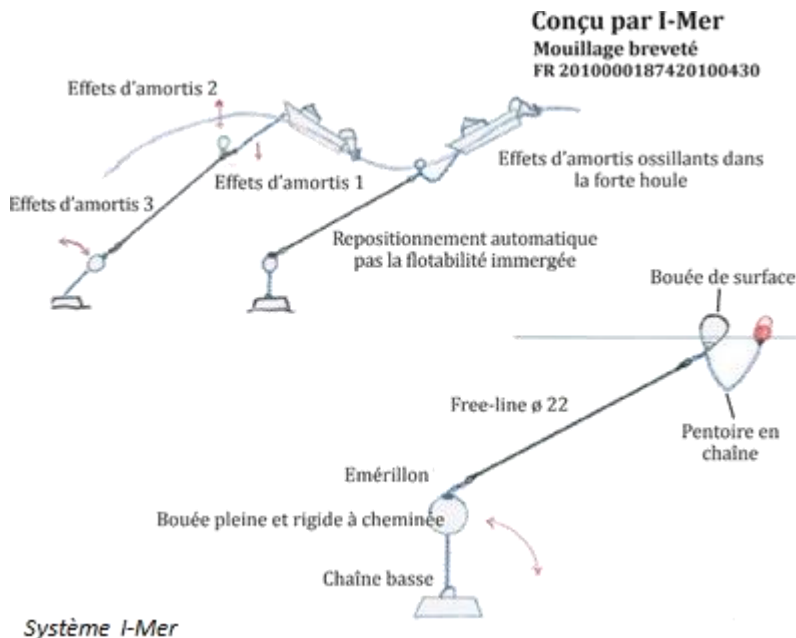 Conçu par I-Mer
Mouillage breveté
FR 2010000187420100430
Effets d'amortis 2
Effets d'amortis 1
Effets d'amortis ossillants dans
la forte houle
Effets d'amortis 3
Repositionnement automatique
pas la flotabilité immergée
Bouée de surface
Free-line ø 22
Pentoire en
chaîne
Emérillon
Bouée pleine et rigide à cheminée
Chaîne basse
Système I-Mer